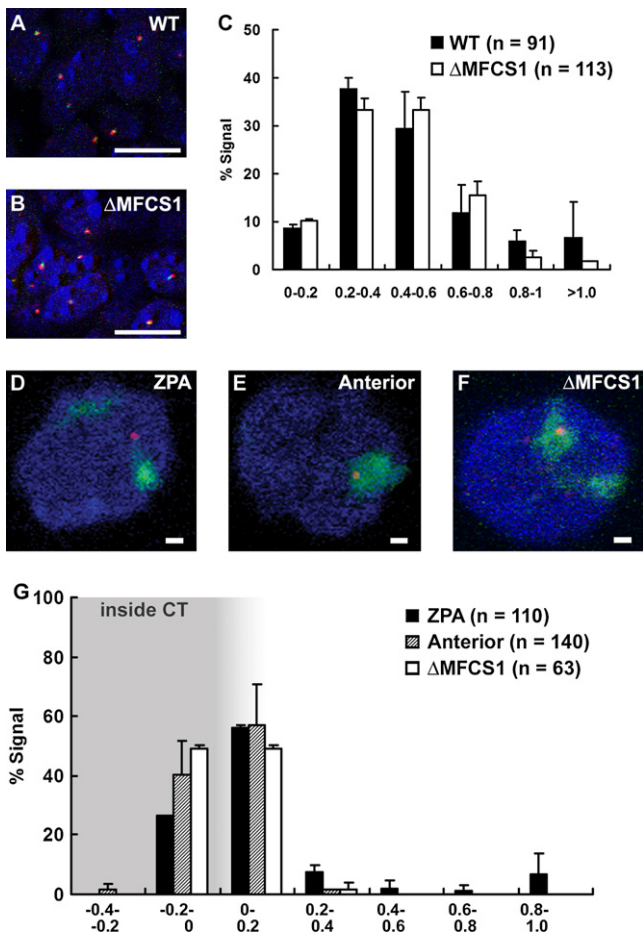 A
WT
B
ΔMFCS1
C
WT (n = 91)
ΔMFCS1 (n = 113)
% Signal
50
40
30
20
10
0
0-0.2
0.2-0.4
0.4-0.6
0.6-0.8
0.8-1
>1.0
D
ZPA
E
Anterior
F
ΔMFCS1
G
inside CT
ZPA (n = 110)
Anterior (n = 140)
ΔMFCS1 (n = 63)
% Signal
100
80
60
40
20
0
-0.4-
-0.2
-0.2-
0
0-
0.2
0.2-
0.4
0.4-
0.6
0.6-
0.8
0.8-
1.0